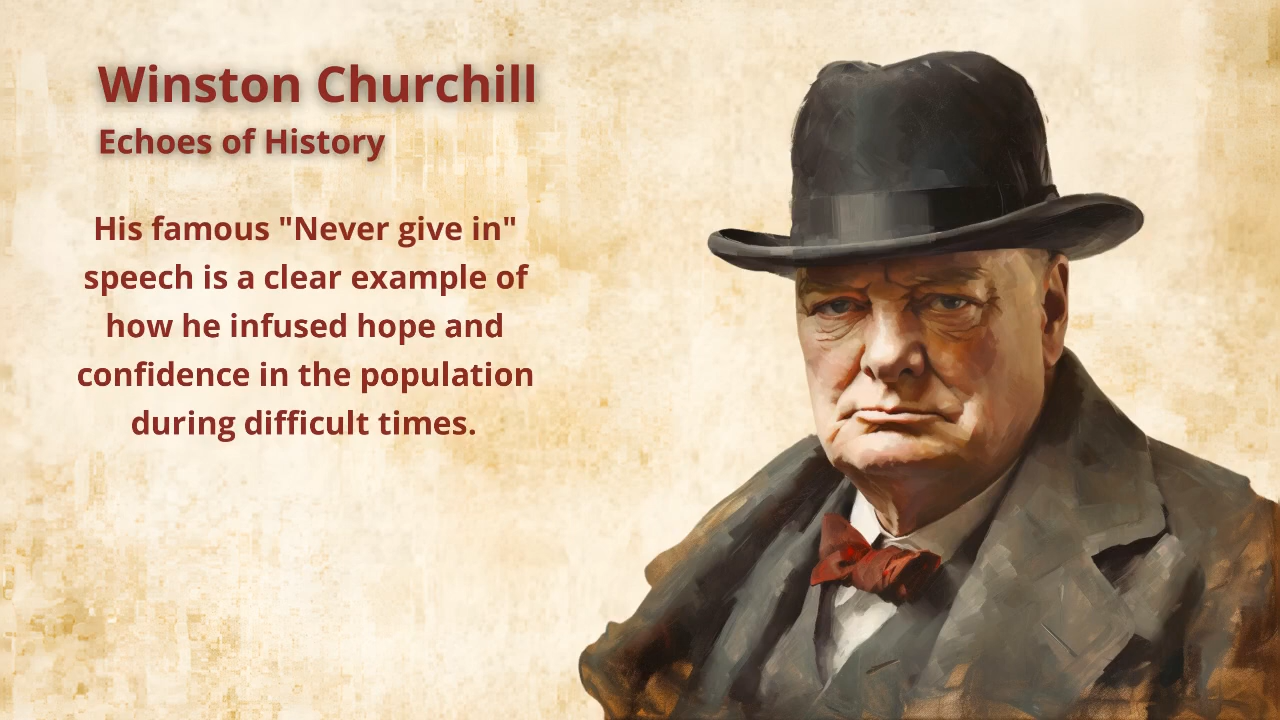 Winston Churchill
Echoes of History
His famous "Never give in"
speech is a clear example of
how he infused hope and
confidence in the population
during difficult times.